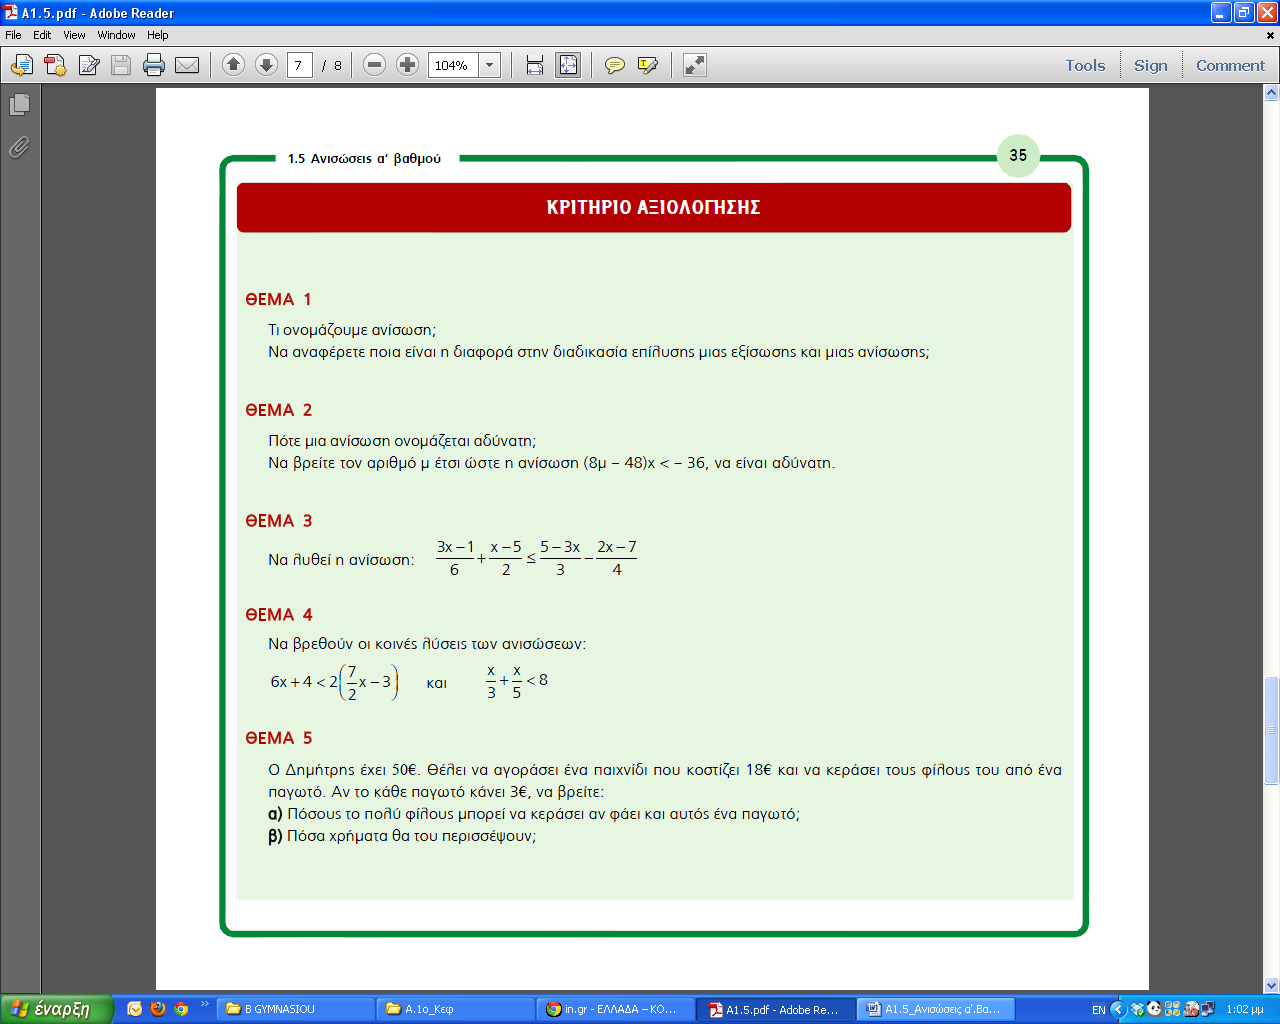 A1.5.pdf - Adobe Reader
File Edit View Window Help
7 / 8 104% Tools Sign Comment
1.5 Ανισώσεις α’ βαθμού 35
ΚΡΙΤΗΡΙΟ ΑΞΙΟΛΟΓΗΣΗΣ
ΘΕΜΑ 1
Τι ονομάζουμε ανίσωση;
Να αναφέρετε ποια είναι η διαφορά στην διαδικασία επίλυσης μιας εξίσωσης και μιας ανίσωσης;
ΘΕΜΑ 2
Πότε μια ανίσωση ονομάζεται αδύνατη;
Να βρείτε τον αριθμό μ έτσι ώστε η ανίσωση (8μ – 48)x < – 36, να είναι αδύνατη.
ΘΕΜΑ 3
Να λυθεί η ανίσωση: (3x – 1)/6 + (x – 5)/2 ≤ (5 – 3x)/3 – (2x – 7)/4
ΘΕΜΑ 4
Να βρεθούν οι κοινές λύσεις των ανισώσεων:
6x + 4 < 2(7/2 x – 3) και x/3 + x/5 < 8
ΘΕΜΑ 5
Ο Δημήτρης έχει 50€. Θέλει να αγοράσει ένα παιχνίδι που κοστίζει 18€ και να κεράσει τους φίλους του από ένα
παγωτό. Αν το κάθε παγωτό κάνει 3€, να βρείτε:
α) Πόσους το πολύ φίλους μπορεί να κεράσει αν φάει και αυτός ένα παγωτό;
β) Πόσα χρήματα θα του περισσέψουν;
έναρξη B GYMNASIOU Α.1ο_Κεφ in.gr - ΕΛΛΑΔΑ – ΚΟ... A1.5.pdf - Adobe Re... Α1.5_Ανισώσεις α'.Βα... EN 1:02 μμ